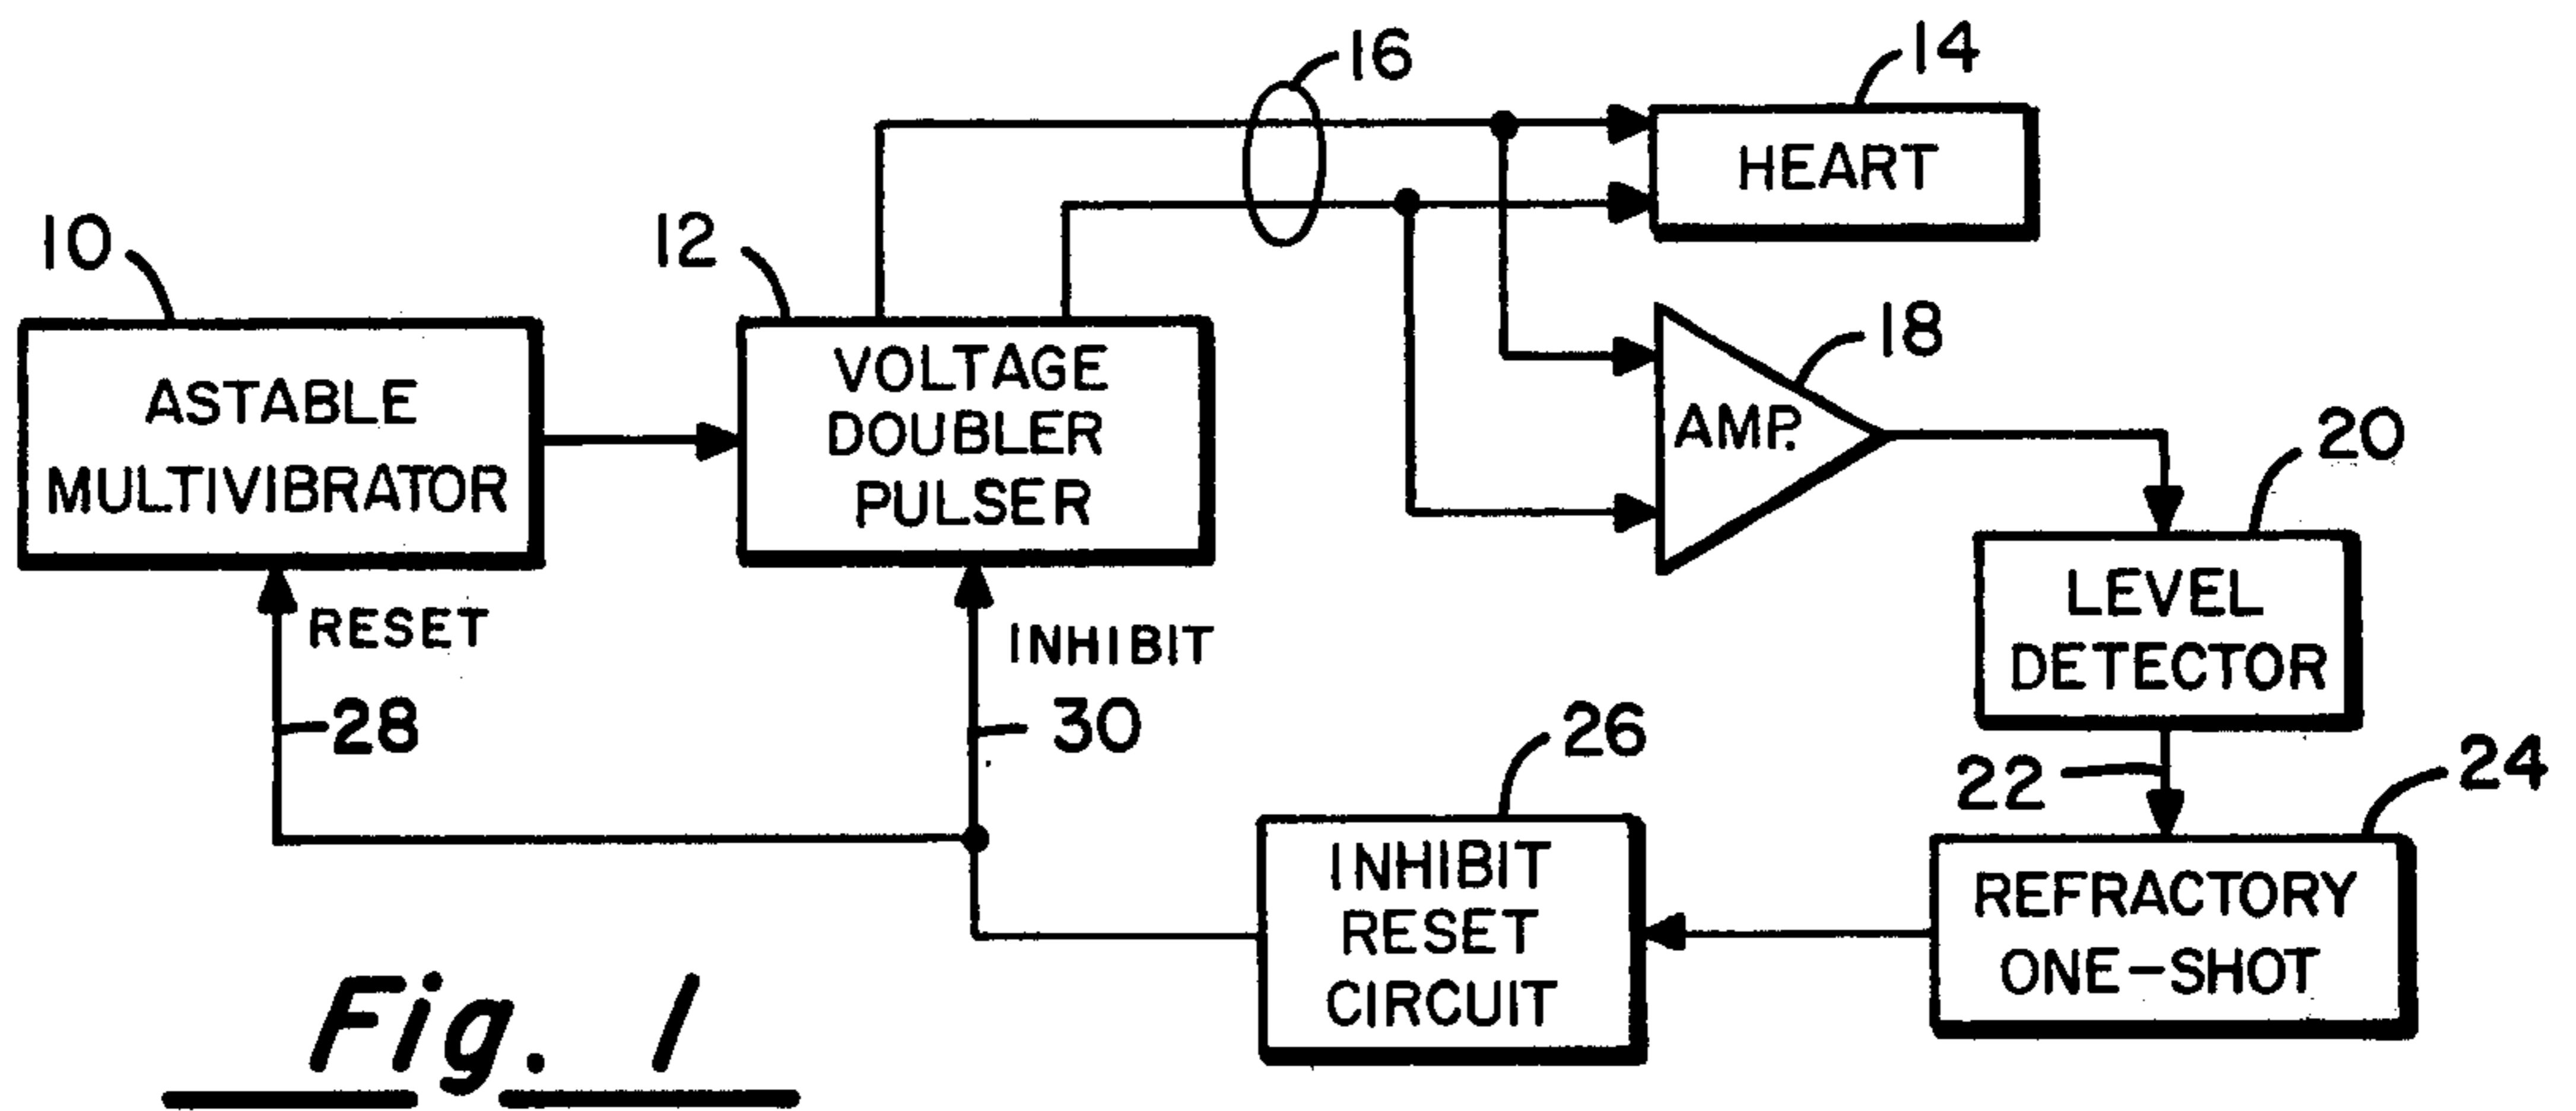 16
14
HEART
10
12
18
ASTABLE
MULTIVIBRATOR
VOLTAGE
DOUBLER
PULSER
AMP.
20
LEVEL
DETECTOR
RESET
28
INHIBIT
30
22
24
26
INHIBIT
RESET
CIRCUIT
REFRACTORY
ONE-SHOT
Fig. 1